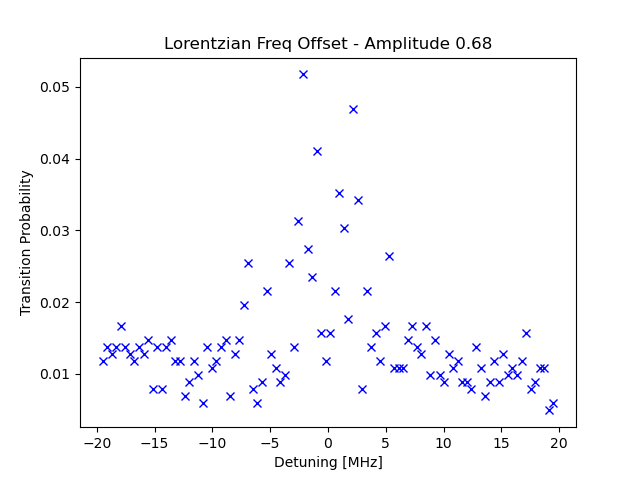 Lorentzian Freq Offset - Amplitude 0.68
Transition Probability
0.05
0.04
0.03
0.02
0.01
−20 −15 −10 −5 0 5 10 15 20
Detuning [MHz]